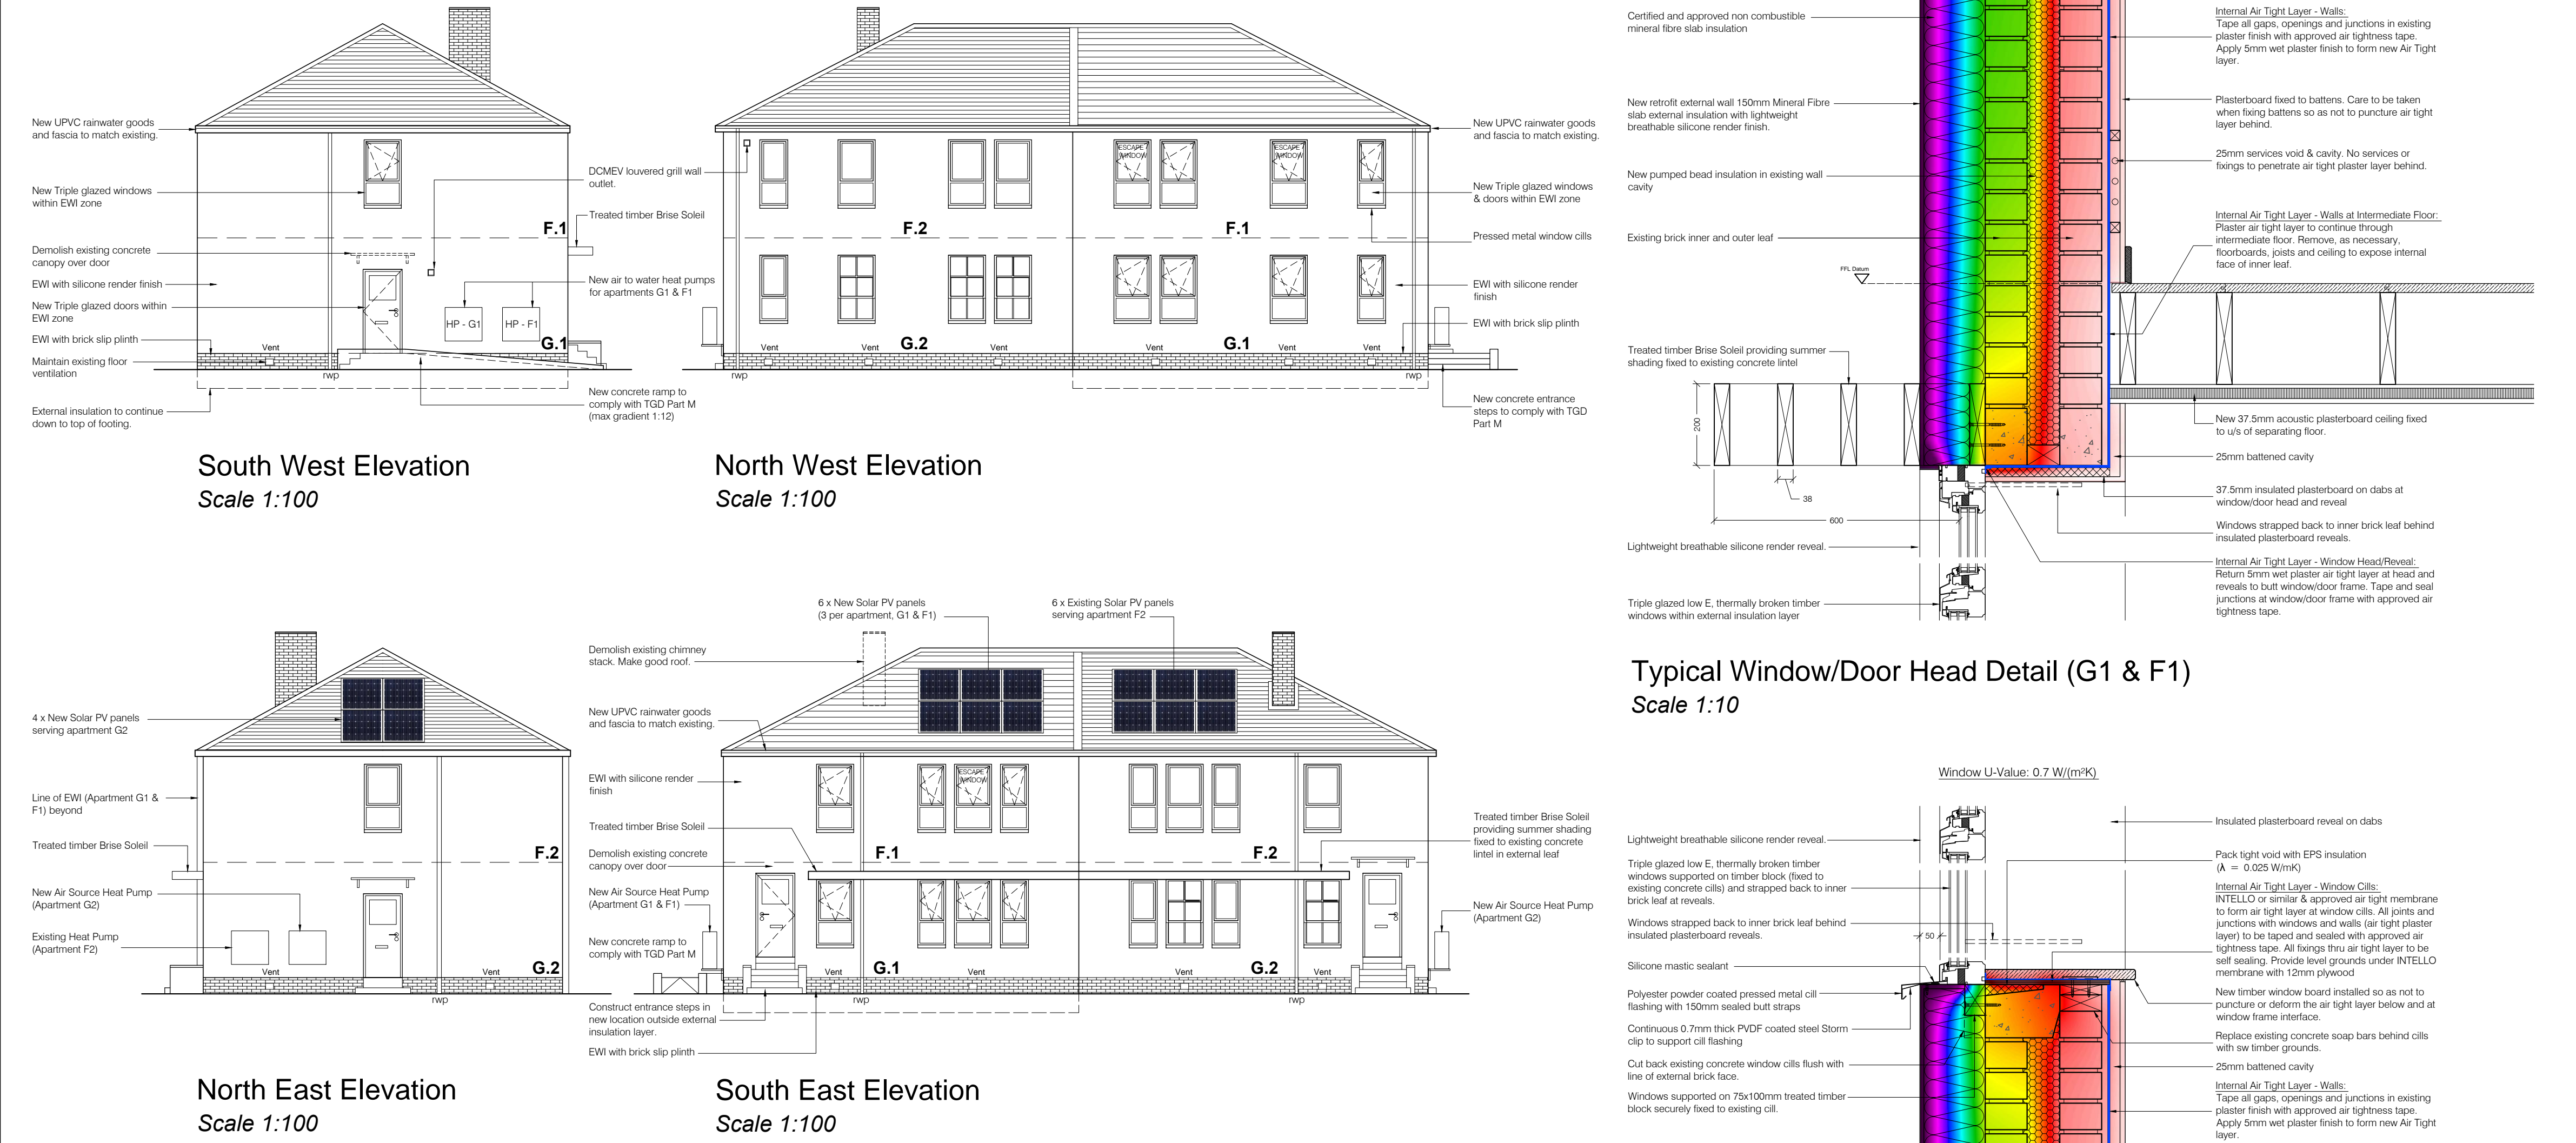 New UPVC rainwater goods
and fascia to match existing.
New Triple glazed windows
within EWI zone
Demolish existing concrete
canopy over door
EWI with silicone render finish
New Triple glazed doors within
EWI zone
EWI with brick slip plinth
Maintain existing floor
ventilation
External insulation to continue
down to top of footing.
F.1
HP - G1
HP - F1
G.1
Vent
rwp
DCMEV louvered grill wall
outlet.
Treated timber Brise Soleil
New air to water heat pumps
for apartments G1 & F1
New concrete ramp to
comply with TGD Part M
(max gradient 1:12)
South West Elevation
Scale 1:100
ESCAPE
WINDOW
ESCAPE
WINDOW
F.2
F.1
Vent
G.2
Vent
Vent
Vent
G.1
Vent
Vent
rwp
rwp
New UPVC rainwater goods
and fascia to match existing.
New Triple glazed windows
& doors within EWI zone
Pressed metal window cills
EWI with silicone render
finish
EWI with brick slip plinth
New concrete entrance
steps to comply with TGD
Part M
North West Elevation
Scale 1:100
4 x New Solar PV panels
serving apartment G2
Line of EWI (Apartment G1 &
F1) beyond
Treated timber Brise Soleil
New Air Source Heat Pump
(Apartment G2)
Existing Heat Pump
(Apartment F2)
F.2
Vent
Vent
G.2
rwp
North East Elevation
Scale 1:100
6 x New Solar PV panels
(3 per apartment, G1 & F1)
6 x Existing Solar PV panels
serving apartment F2
Demolish existing chimney
stack. Make good roof.
New UPVC rainwater goods
and fascia to match existing.
EWI with silicone render
finish
Treated timber Brise Soleil
Demolish existing concrete
canopy over door
New Air Source Heat Pump
(Apartment G1 & F1)
New concrete ramp to
comply with TGD Part M
Construct entrance steps in
new location outside external
insulation layer.
EWI with brick slip plinth
ESCAPE
WINDOW
F.1
F.2
Vent
G.1
Vent
G.2
Vent
rwp
rwp
Treated timber Brise Soleil
providing summer shading
fixed to existing concrete
lintel in external leaf
New Air Source Heat Pump
(Apartment G2)
South East Elevation
Scale 1:100
Certified and approved non combustible
mineral fibre slab insulation
New retrofit external wall 150mm Mineral Fibre
slab external insulation with lightweight
breathable silicone render finish.
New pumped bead insulation in existing wall
cavity
Existing brick inner and outer leaf
FFL Datum
Treated timber Brise Soleil providing summer
shading fixed to existing concrete lintel
200
38
600
Lightweight breathable silicone render reveal.
Triple glazed low E, thermally broken timber
windows within external insulation layer
Internal Air Tight Layer - Walls:
Tape all gaps, openings and junctions in existing
plaster finish with approved air tightness tape.
Apply 5mm wet plaster finish to form new Air Tight
layer.
Plasterboard fixed to battens. Care to be taken
when fixing battens so as not to puncture air tight
layer behind.
25mm services void & cavity. No services or
fixings to penetrate air tight plaster layer behind.
Internal Air Tight Layer - Walls at Intermediate Floor:
Plaster air tight layer to continue through
intermediate floor. Remove, as necessary,
floorboards, joists and ceiling to expose internal
face of inner leaf.
New 37.5mm acoustic plasterboard ceiling fixed
to u/s of separating floor.
25mm battened cavity
37.5mm insulated plasterboard on dabs at
window/door head and reveal
Windows strapped back to inner brick leaf behind
insulated plasterboard reveals.
Internal Air Tight Layer - Window Head/Reveal:
Return 5mm wet plaster air tight layer at head and
reveals to butt window/door frame. Tape and seal
junctions at window/door frame with approved air
tightness tape.
Typical Window/Door Head Detail (G1 & F1)
Scale 1:10
Window U-Value: 0.7 W/(m²K)
Lightweight breathable silicone render reveal.
Triple glazed low E, thermally broken timber
windows supported on timber block (fixed to
existing concrete cills) and strapped back to inner
brick leaf at reveals.
Windows strapped back to inner brick leaf behind
insulated plasterboard reveals.
50
Silicone mastic sealant
Polyester powder coated pressed metal cill
flashing with 150mm sealed butt straps
Continuous 0.7mm thick PVDF coated steel Storm
clip to support cill flashing
Cut back existing concrete window cills flush with
line of external brick face.
Windows supported on 75x100mm treated timber
block securely fixed to existing cill.
Insulated plasterboard reveal on dabs
Pack tight void with EPS insulation
(λ = 0.025 W/mK)
Internal Air Tight Layer - Window Cills:
INTELLO or similar & approved air tight membrane
to form air tight layer at window cills. All joints and
junctions with windows and walls (air tight plaster
layer) to be taped and sealed with approved air
tightness tape. All fixings thru air tight layer to be
self sealing. Provide level grounds under INTELLO
membrane with 12mm plywood
New timber window board installed so as not to
puncture or deform the air tight layer below and at
window frame interface.
Replace existing concrete soap bars behind cills
with sw timber grounds.
25mm battened cavity
Internal Air Tight Layer - Walls:
Tape all gaps, openings and junctions in existing
plaster finish with approved air tightness tape.
Apply 5mm wet plaster finish to form new Air Tight
layer.